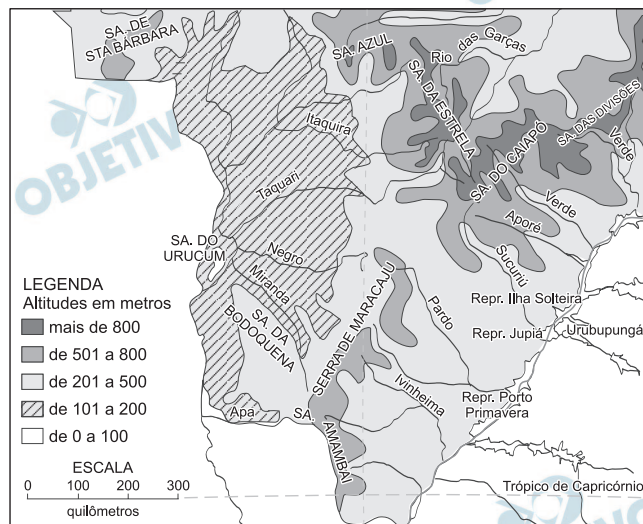 SA. DE
STA BÁRBARA
SA. AZUL
Rio
das Garças
SA. DA ESTRELA
SA. DAS DIVISÕES
SA. DO CAIAPÓ
Verde
Itaquira
Taquari
OBJETIVO
Verde
Aporé
Sucuriú
SA. DO
URUCUM
Negro
Miranda
SA. DA
BODOQUENA
SERRA DE MARACAJU
Pardo
Repr. Ilha Solteira
Repr. Jupiá
Urubupungá
Ivinheima
Repr. Porto
Primavera
Apa
SA.
AMAMBAI
Trópico de Capricórnio
LEGENDA
Altitudes em metros
mais de 800
de 501 a 800
de 201 a 500
de 101 a 200
de 0 a 100
ESCALA
0 100 200 300
quilômetros